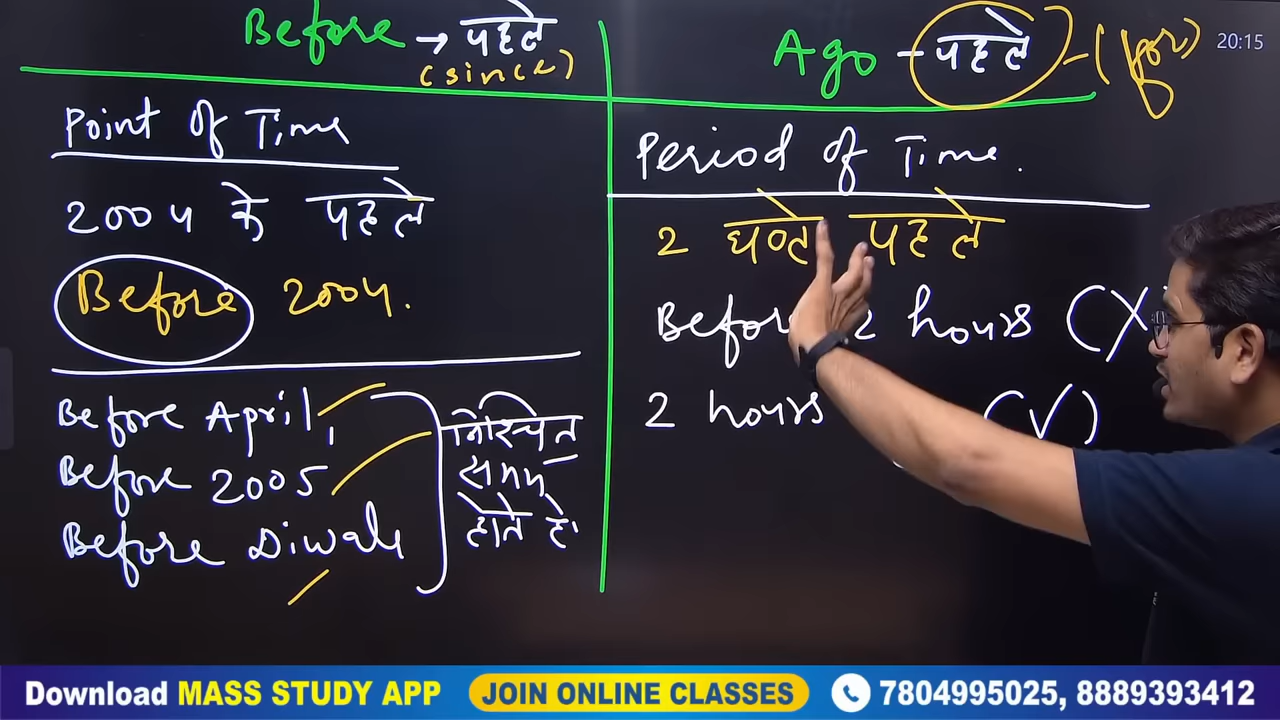 Before → पहले
(since)
Point of Time
2004 के पहले
Before 2004.
Before April,
Before 2005
Before Diwali
निश्चित
समय
होते है।
Ago - पहले - (for)
20:15
Period of Time.
2 घण्टे पहले
Before 2 hours (X
2 hours (✓)
Download MASS STUDY APP
JOIN ONLINE CLASSES
7804995025, 8889393412